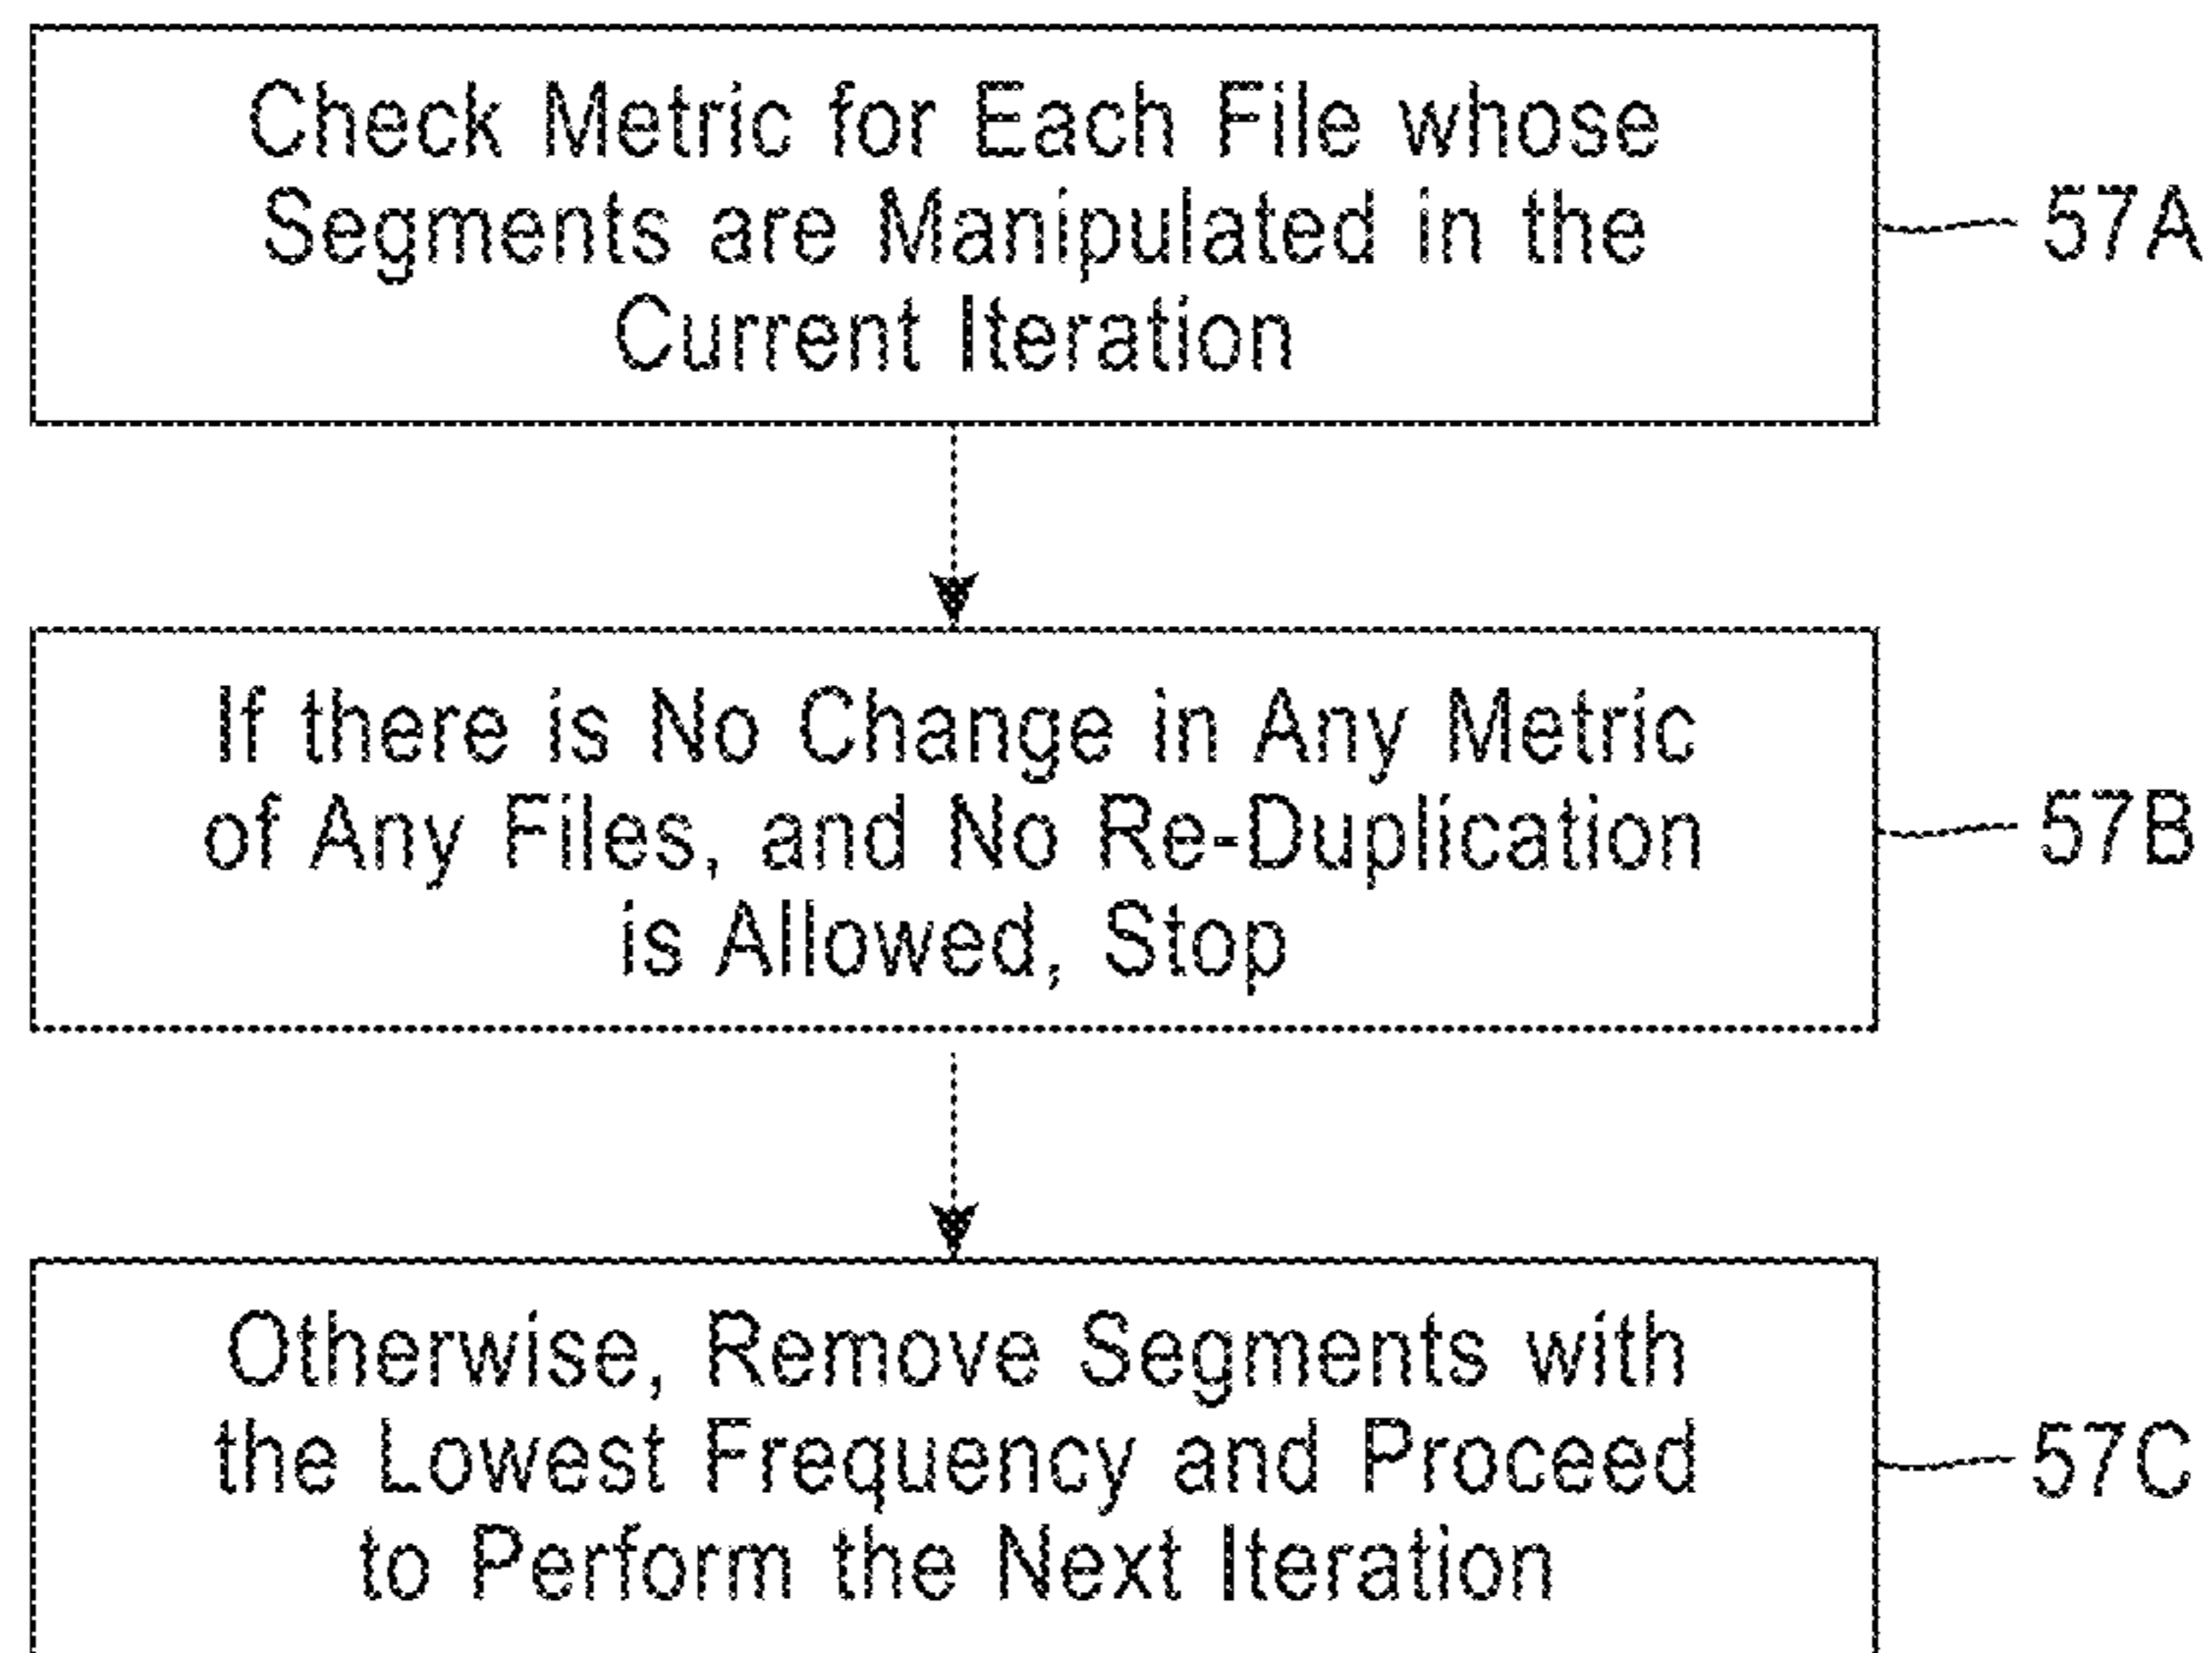 Check Metric for Each File whose
Segments are Manipulated in the
Current Iteration
57A
If there is No Change in Any Metric
of Any Files, and No Re-Duplication
is Allowed, Stop
57B
Otherwise, Remove Segments with
the Lowest Frequency and Proceed
to Perform the Next Iteration
57C